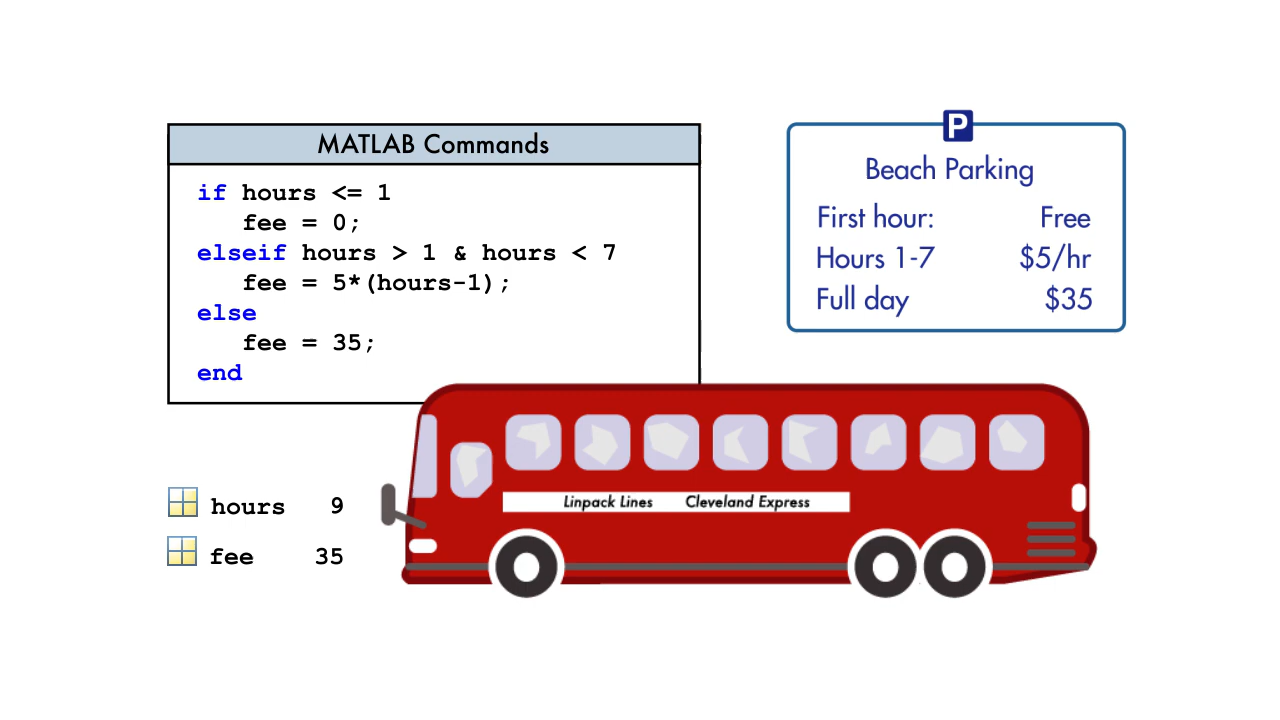 MATLAB Commands
if hours <= 1
fee = 0;
elseif hours > 1 & hours < 7
fee = 5*(hours-1);
else
fee = 35;
end
P
Beach Parking
First hour: Free
Hours 1-7 $5/hr
Full day $35
hours 9
fee 35
Linpack Lines Cleveland Express